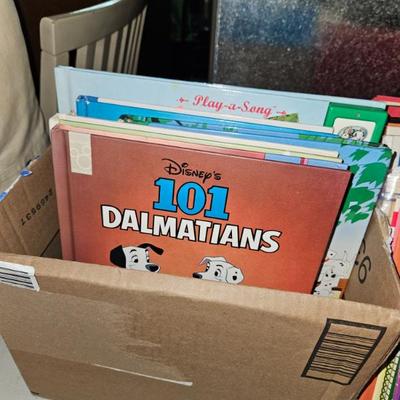 Play-a-Song
Disney's
101
DALMATIANS